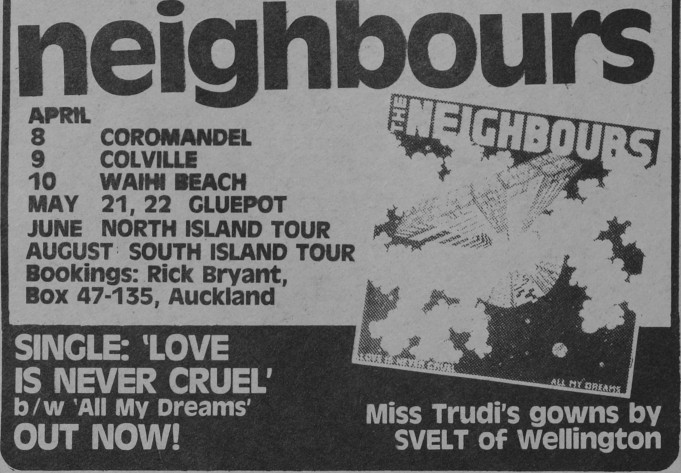 neighbours
APRIL
8 COROMANDEL
9 COLVILLE
10 WAIHI BEACH
MAY 21, 22 GLUEPOT
JUNE NORTH ISLAND TOUR
AUGUST SOUTH ISLAND TOUR
Bookings: Rick Bryant,
Box 47-135, Auckland
THE NEIGHBOURS
LOVE IS NEVER CRUEL
ALL MY DREAMS
SINGLE: 'LOVE
IS NEVER CRUEL'
b/w 'All My Dreams'
OUT NOW!
Miss Trudi's gowns by
SVELT of Wellington